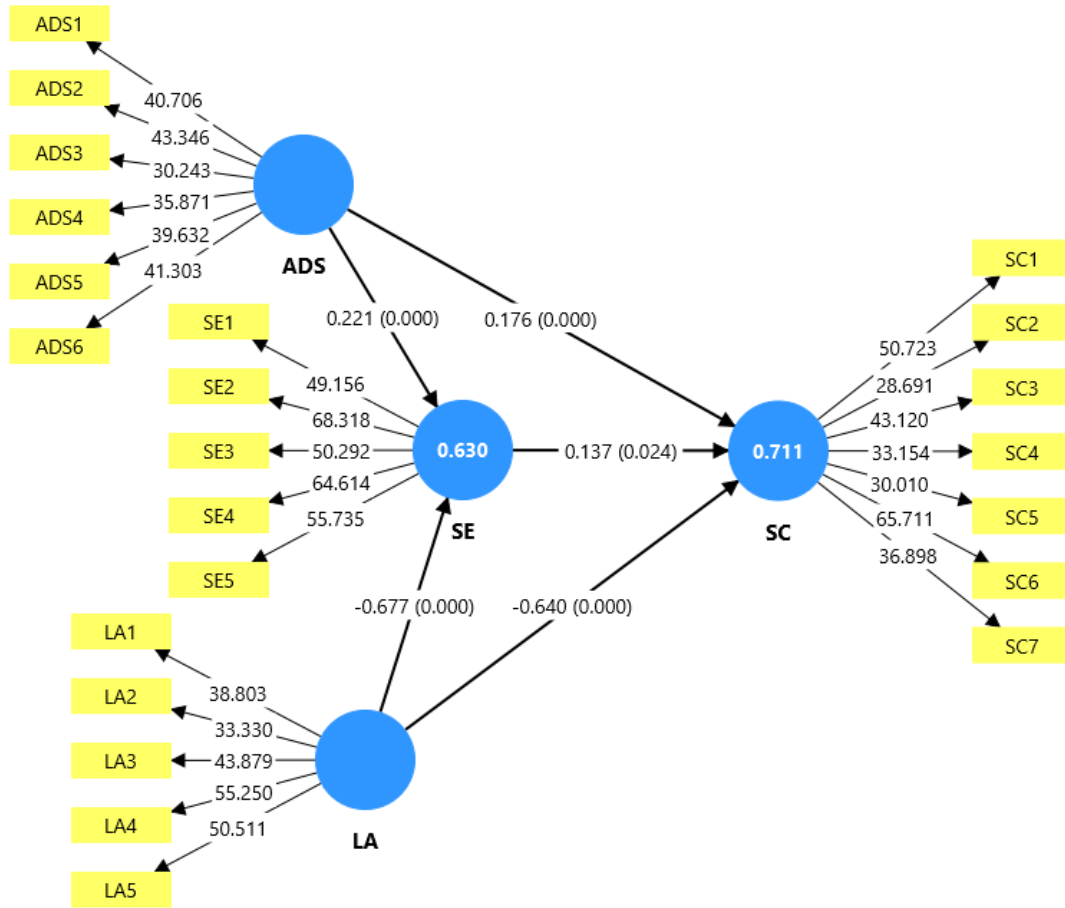 ADS1
ADS2
ADS3
ADS4
ADS5
ADS6
40.706
43.346
30.243
35.871
39.632
41.303
ADS
0.221 (0.000)
0.176 (0.000)
SE1
SE2
SE3
SE4
SE5
49.156
68.318
50.292
64.614
55.735
0.630
SE
0.137 (0.024)
0.711
SC
SC1
SC2
SC3
SC4
SC5
SC6
SC7
50.723
28.691
43.120
33.154
30.010
65.711
36.898
-0.677 (0.000)
-0.640 (0.000)
LA1
LA2
LA3
LA4
LA5
38.803
33.330
43.879
55.250
50.511
LA